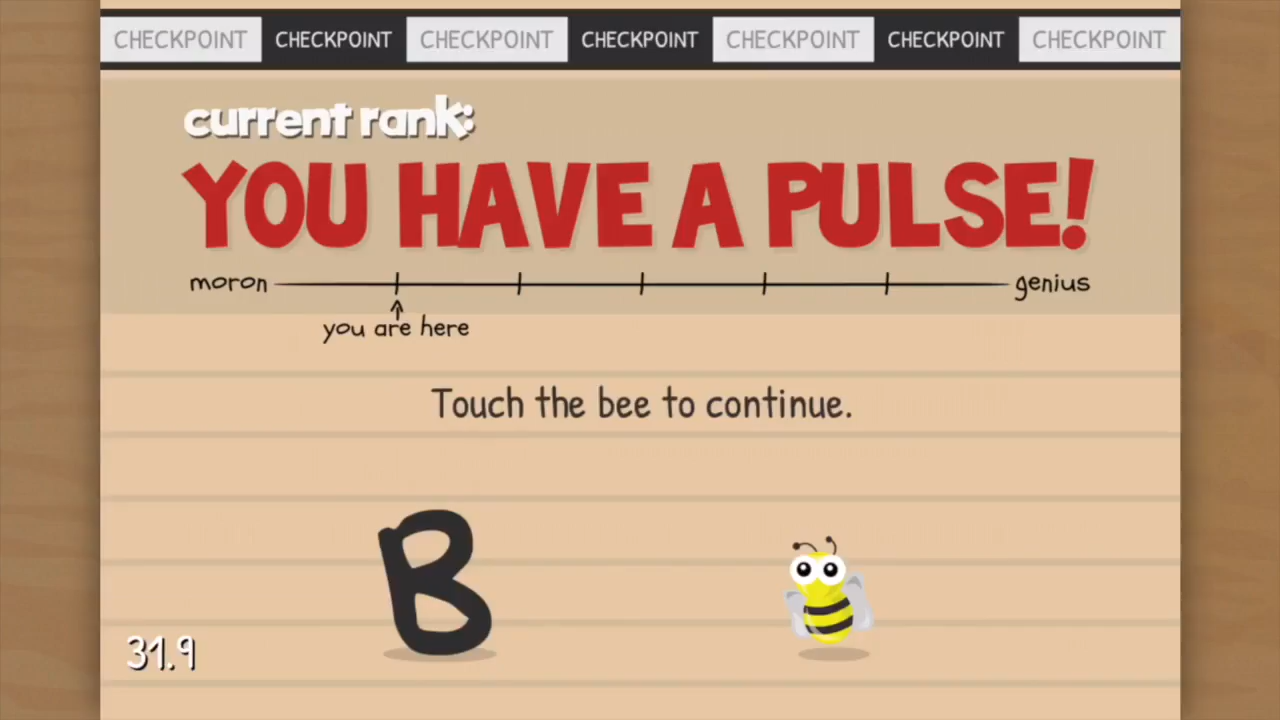 CHECKPOINT CHECKPOINT CHECKPOINT CHECKPOINT CHECKPOINT CHECKPOINT CHECKPOINT
current rank:
YOU HAVE A PULSE!
moron genius
you are here
Touch the bee to continue.
B
31.9